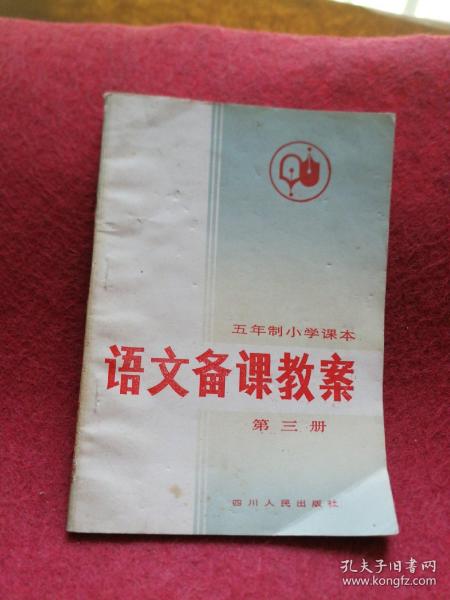 五年制小学课本
语文备课教案
第三册
四川人民出版社
孔夫子旧书网
www.kongfz.com